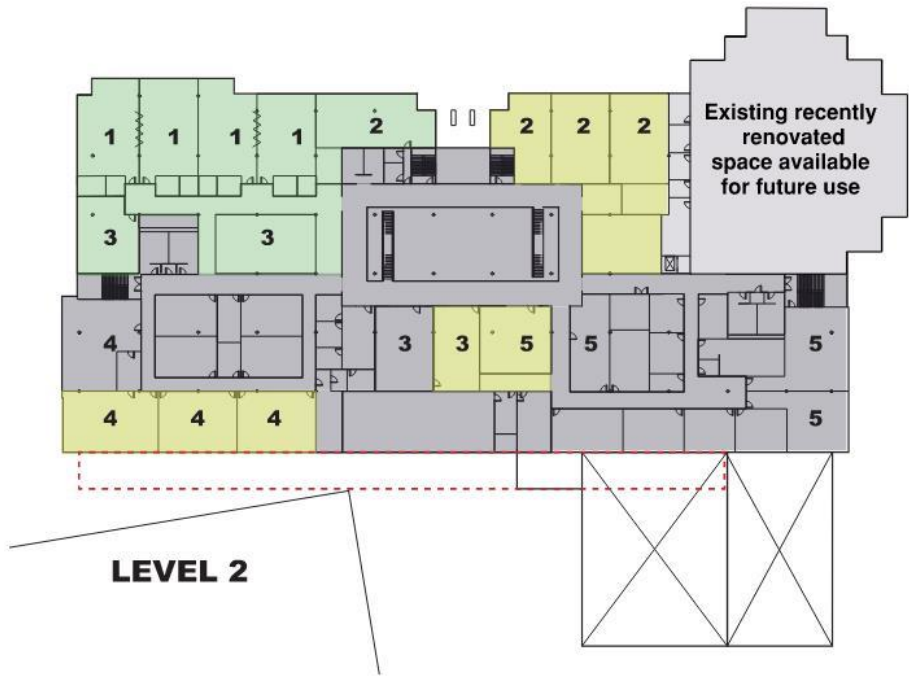 Existing recently
renovated
space available
for future use
1 1 1 1 2 2 2 2
3 3
4 3 3 5 5 5
4 4 4 5
LEVEL 2